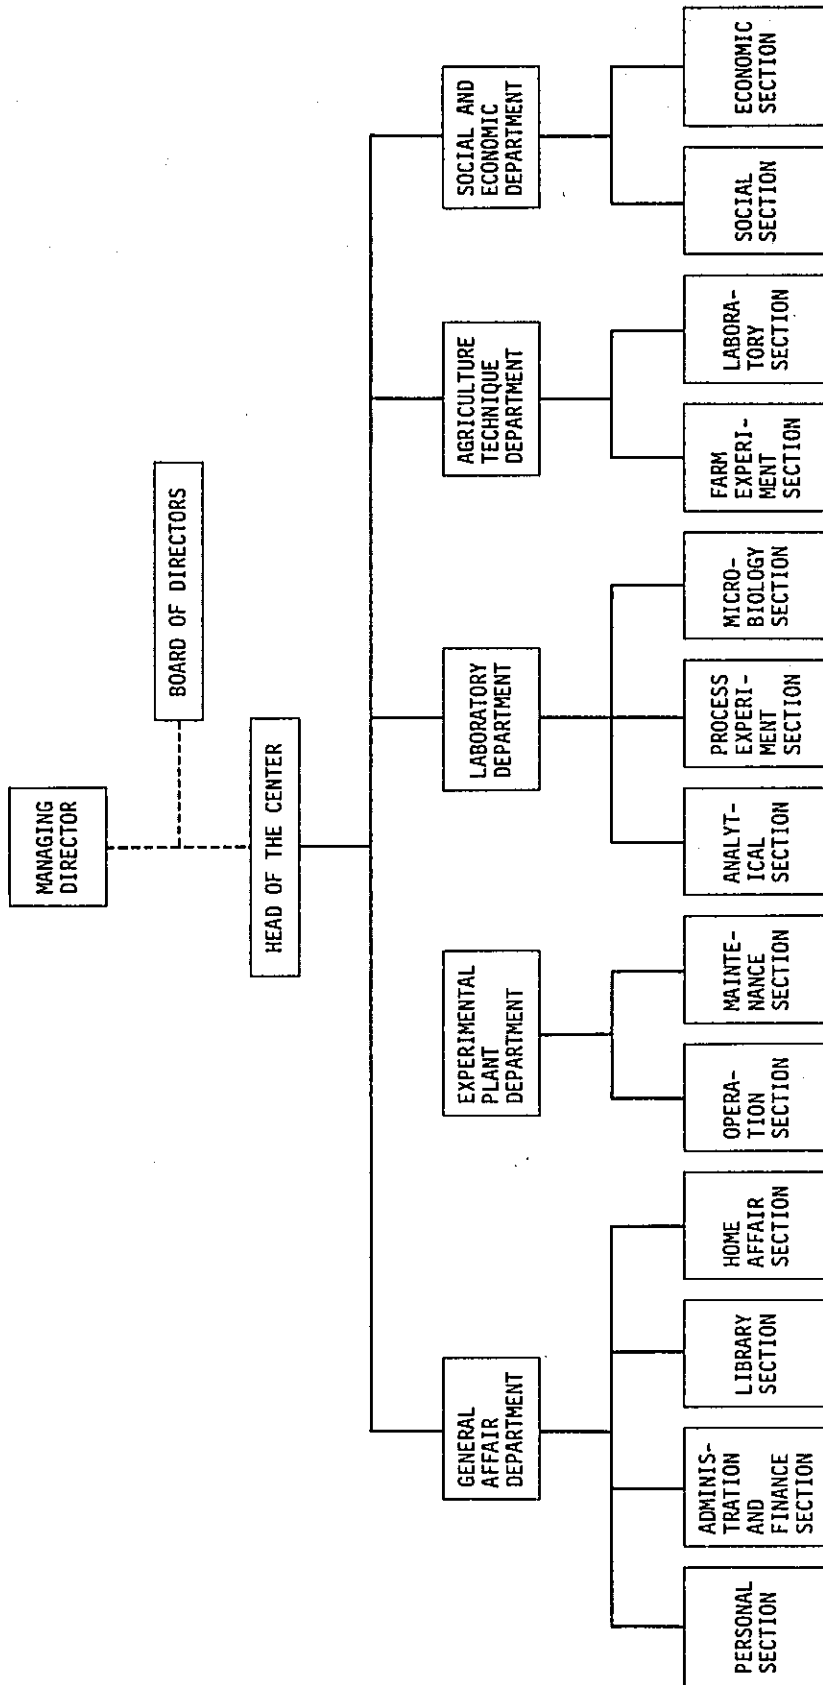 MANAGING
DIRECTOR
BOARD OF DIRECTORS
HEAD OF THE CENTER
GENERAL
AFFAIR
DEPARTMENT
EXPERIMENTAL
PLANT
DEPARTMENT
LABORATORY
DEPARTMENT
AGRICULTURE
TECHNIQUE
DEPARTMENT
SOCIAL AND
ECONOMIC
DEPARTMENT
PERSONAL
SECTION
ADMINIS-
TRATION
AND
FINANCE
SECTION
LIBRARY
SECTION
HOME
AFFAIR
SECTION
OPERA-
TION
SECTION
MAINTE-
NANCE
SECTION
ANALYT-
ICAL
SECTION
PROCESS
EXPERI-
MENT
SECTION
MICRO-
BIOLOGY
SECTION
FARM
EXPERI-
MENT
SECTION
LABORA-
TORY
SECTION
SOCIAL
SECTION
ECONOMIC
SECTION